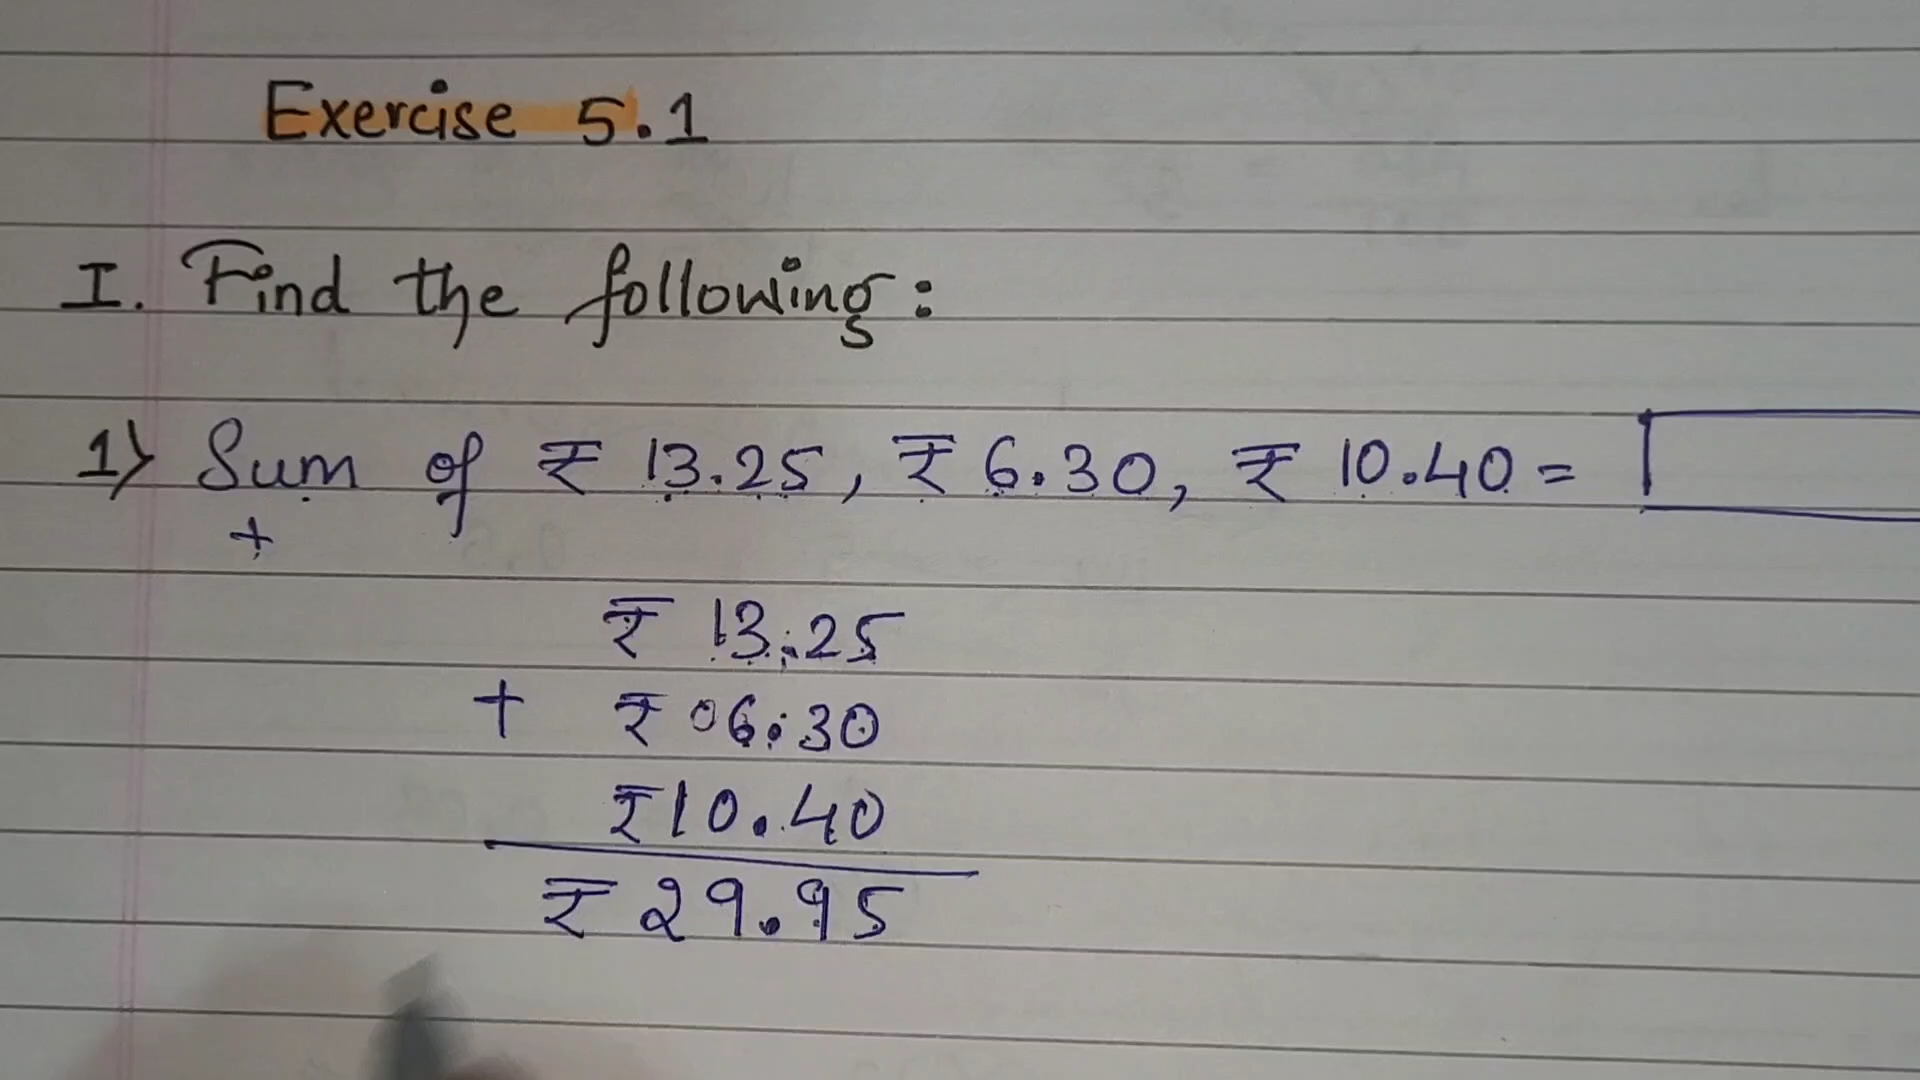 Exercise 5.1
I. Find the following:
1) Sum of ₹ 13.25, ₹ 6.30, ₹ 10.40 =
+
₹ 13.25
+ ₹ 06.30
₹10.40
₹ 29.95